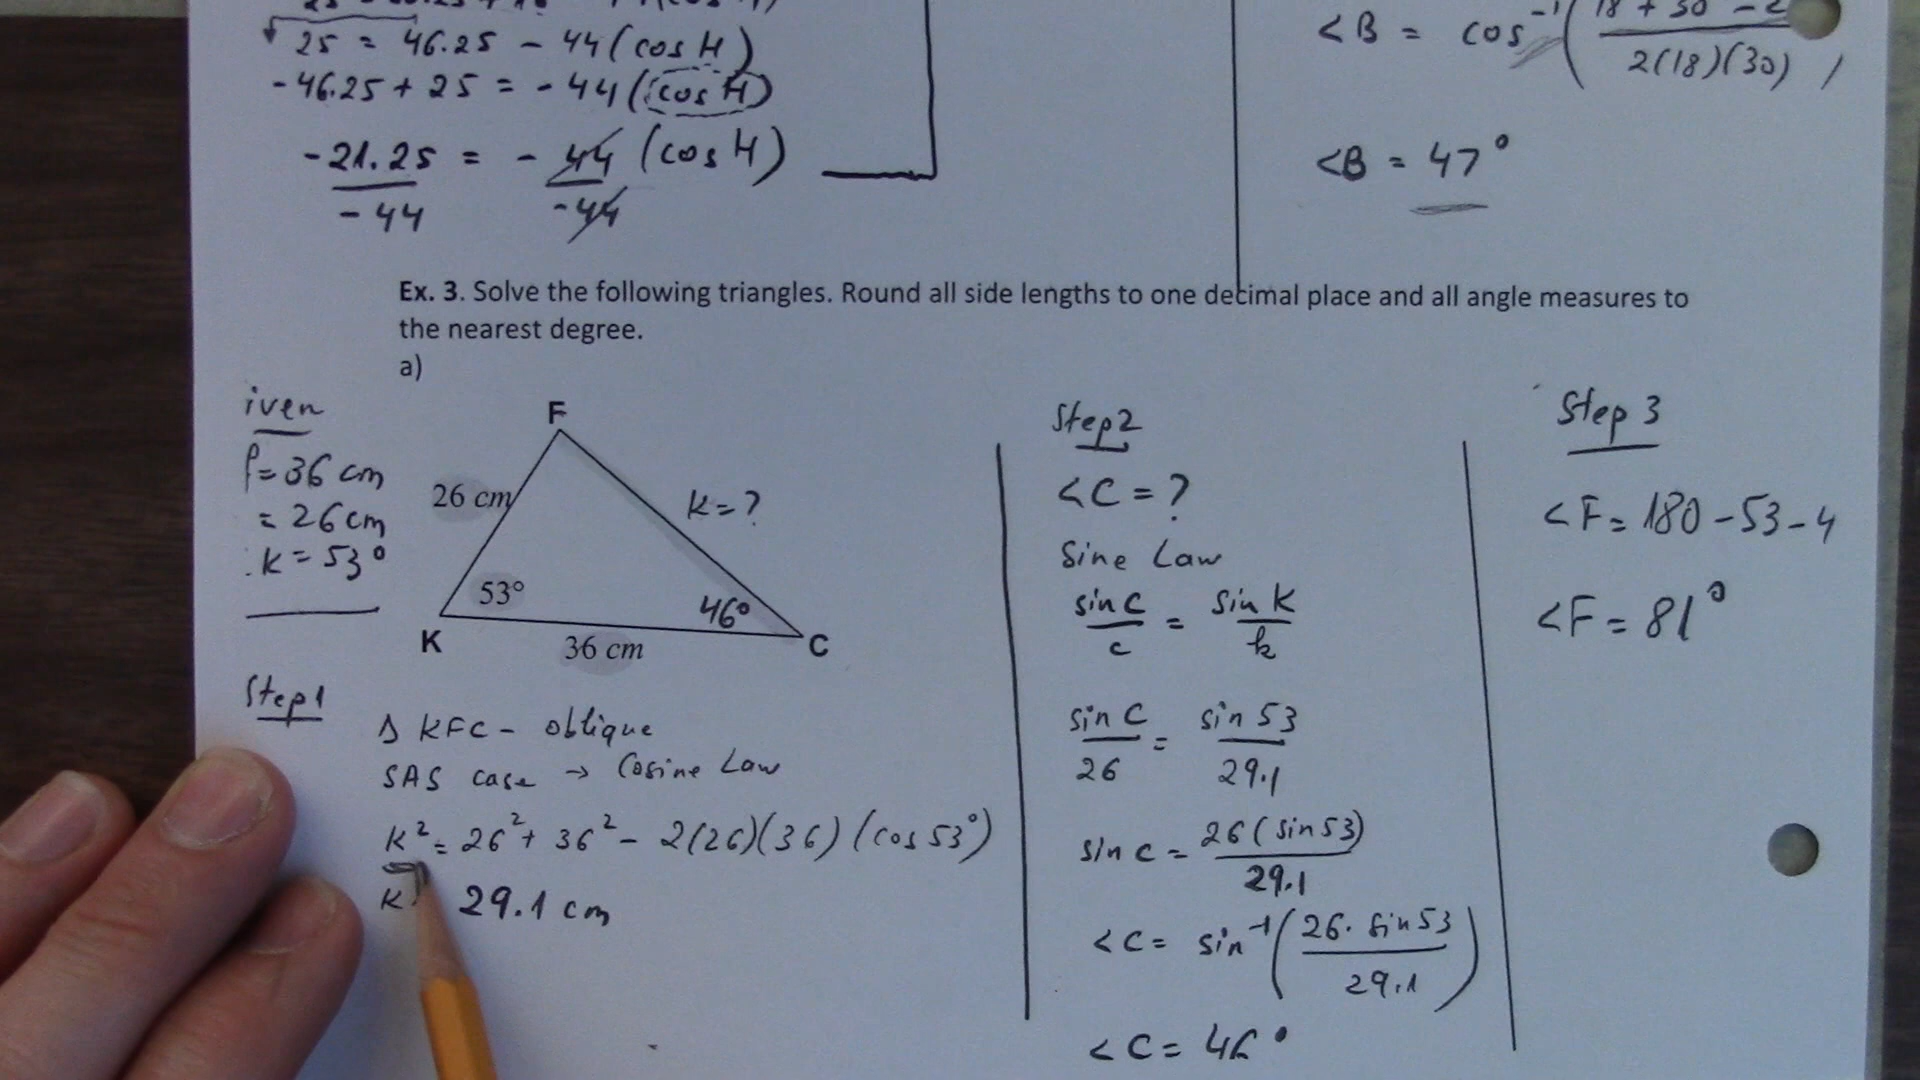 25 = 46.25 - 44(cos H)
-46.25 + 25 = -44(cos H)
-21.25 = -44 (cos H)
-44 -44
<B = cos⁻¹(18 + 30 - 2
2(18)(30))
<B = 47°
Ex. 3. Solve the following triangles. Round all side lengths to one decimal place and all angle measures to
the nearest degree.
a)
iven
f = 36 cm
= 26 cm
k = 53°
F
26 cm
k = ?
53°
46°
K
36 cm
C
Step 1
Δ KFC - oblique
SAS case → Cosine Law
k² = 26² + 36² - 2(26)(36)(cos 53°)
k 29.1 cm
Step 2
<C = ?
Sine Law
sin C / c = sin K / k
sin C / 26 = sin 53 / 29.1
sin C = 26(sin 53) / 29.1
<C = sin⁻¹(26. sin 53 / 29.1)
<C = 46°
Step 3
<F = 180 - 53 - 4
<F = 81°